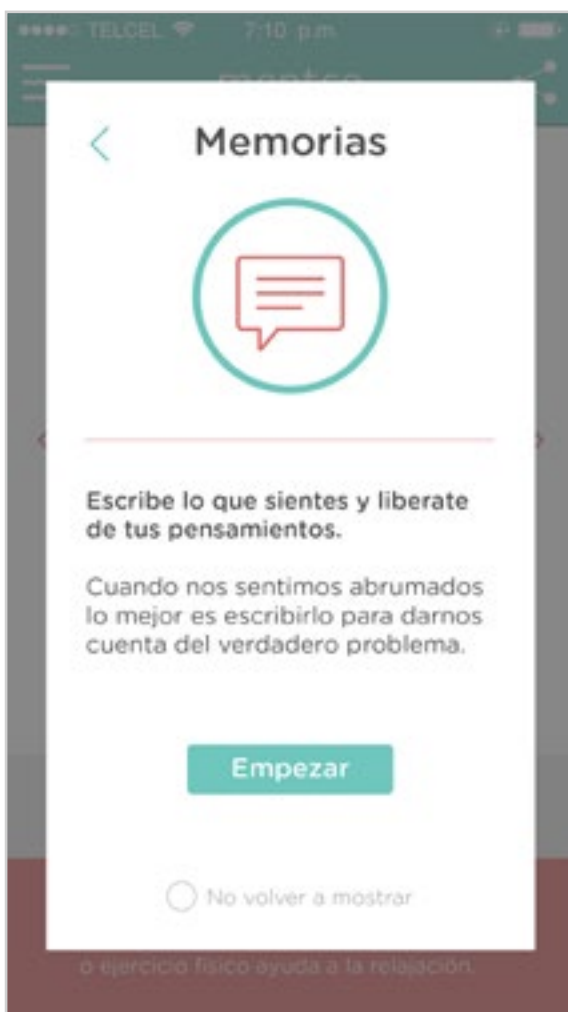 TELCEL 7:10 p.m.
Memorias
Escribe lo que sientes y liberate
de tus pensamientos.
Cuando nos sentimos abrumados
lo mejor es escribirlo para darnos
cuenta del verdadero problema.
Empezar
No volver a mostrar
o ejercicio físico ayuda a la relajación.